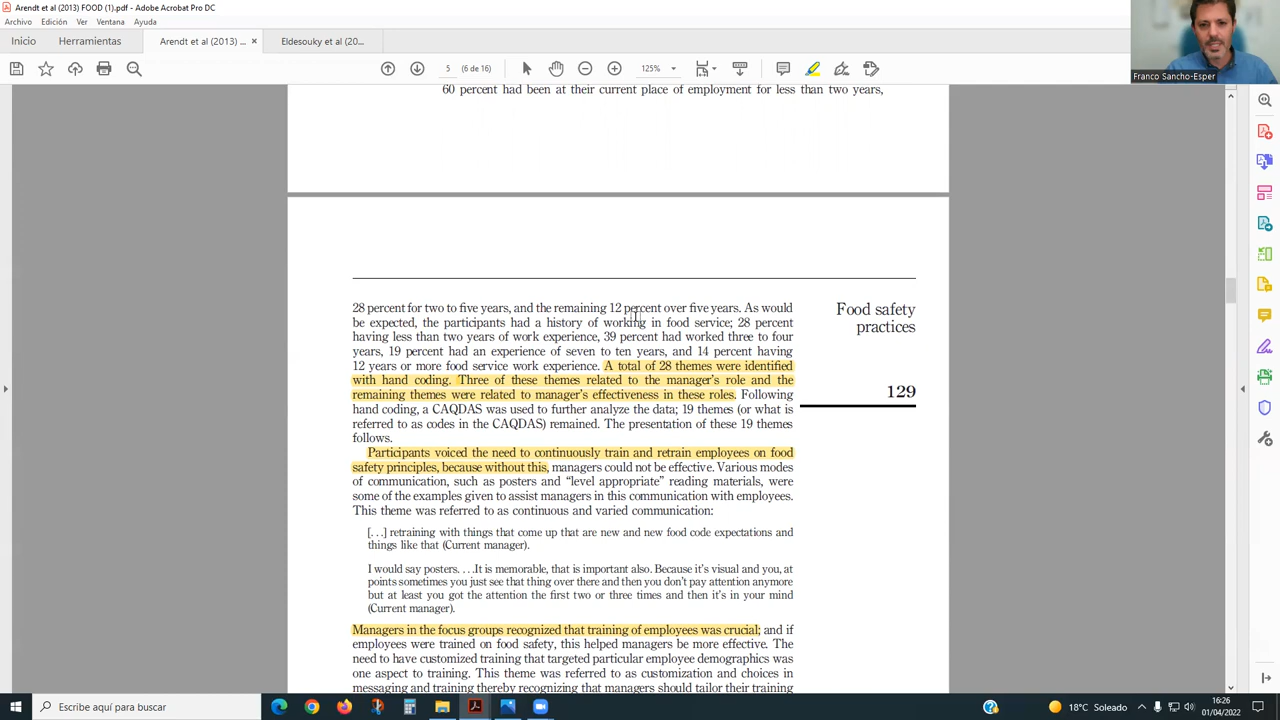 Arendt et al (2013) FOOD (1).pdf - Adobe Acrobat Pro DC
Archivo Edición Ver Ventana Ayuda
Inicio Herramientas Arendt et al (2013) ... × Eldesouky et al (20...
5 (6 de 16) 125%
Franco Sancho-Esper
60 percent had been at their current place of employment for less than two years,
28 percent for two to five years, and the remaining 12 percent over five years. As would
be expected, the participants had a history of working in food service; 28 percent
having less than two years of work experience, 39 percent had worked three to four
years, 19 percent had an experience of seven to ten years, and 14 percent having
12 years or more food service work experience. A total of 28 themes were identified
with hand coding. Three of these themes related to the manager's role and the
remaining themes were related to manager's effectiveness in these roles. Following
hand coding, a CAQDAS was used to further analyze the data; 19 themes (or what is
referred to as codes in the CAQDAS) remained. The presentation of these 19 themes
follows.
Food safety
practices
129
Participants voiced the need to continuously train and retrain employees on food
safety principles, because without this, managers could not be effective. Various modes
of communication, such as posters and “level appropriate” reading materials, were
some of the examples given to assist managers in this communication with employees.
This theme was referred to as continuous and varied communication:
[. . .] retraining with things that come up that are new and new food code expectations and
things like that (Current manager).
I would say posters. . . .It is memorable, that is important also. Because it's visual and you, at
points sometimes you just see that thing over there and then you don't pay attention anymore
but at least you got the attention the first two or three times and then it's in your mind
(Current manager).
Managers in the focus groups recognized that training of employees was crucial; and if
employees were trained on food safety, this helped managers be more effective. The
need to have customized training that targeted particular employee demographics was
one aspect to training. This theme was referred to as customization and choices in
messaging and training thereby recognizing that managers should tailor their training
Escribe aquí para buscar
18°C Soleado
16:26
01/04/2022